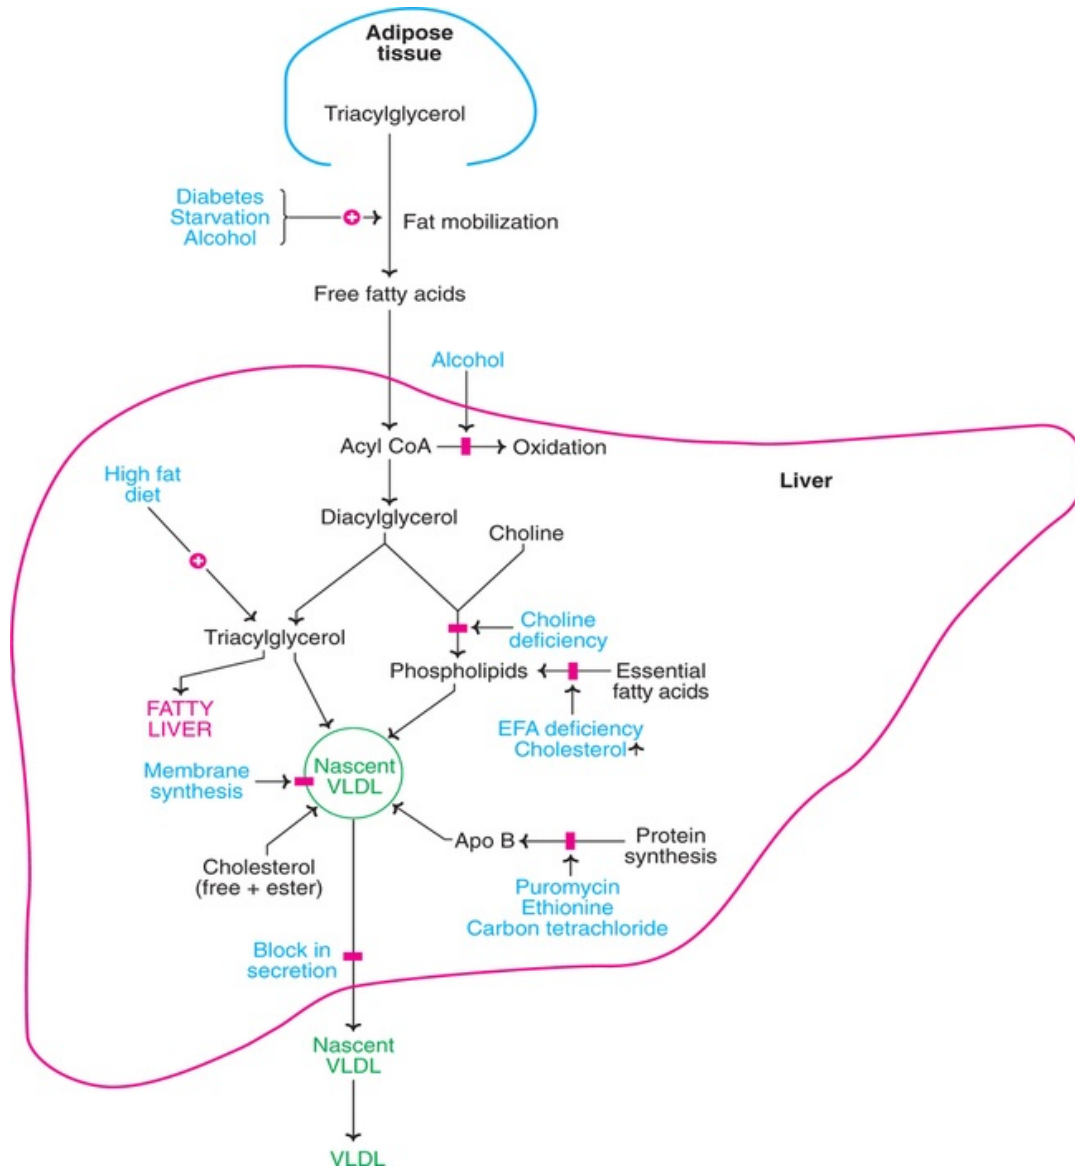 Adipose
tissue
Triacylglycerol
Diabetes
Starvation
Alcohol
Fat mobilization
Free fatty acids
Alcohol
Acyl CoA
Oxidation
Liver
High fat
diet
Diacylglycerol
Choline
Triacylglycerol
Choline
deficiency
Phospholipids
Essential
fatty acids
FATTY
LIVER
EFA deficiency
Cholesterol
Nascent
VLDL
Membrane
synthesis
Apo B
Protein
synthesis
Cholesterol
(free + ester)
Puromycin
Ethionine
Carbon tetrachloride
Block in
secretion
Nascent
VLDL
VLDL